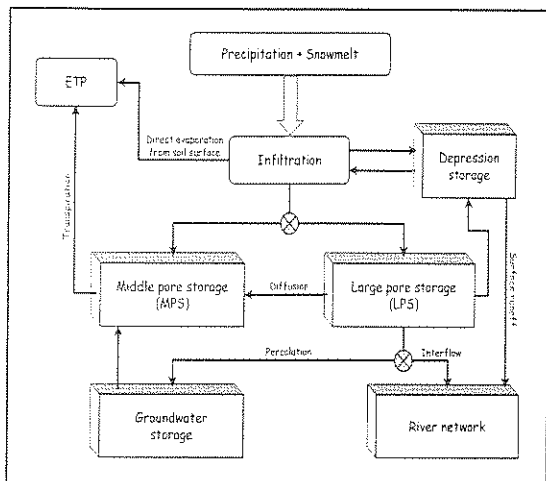 Precipitation + Snowmelt
ETP
Direct evaporation
from soil surface
Infiltration
Depression
storage
Transpiration
Surface runoff
Middle pore storage
(MPS)
Diffusion
Large pore storage
(LPS)
Percolation
Interflow
Groundwater
storage
River network